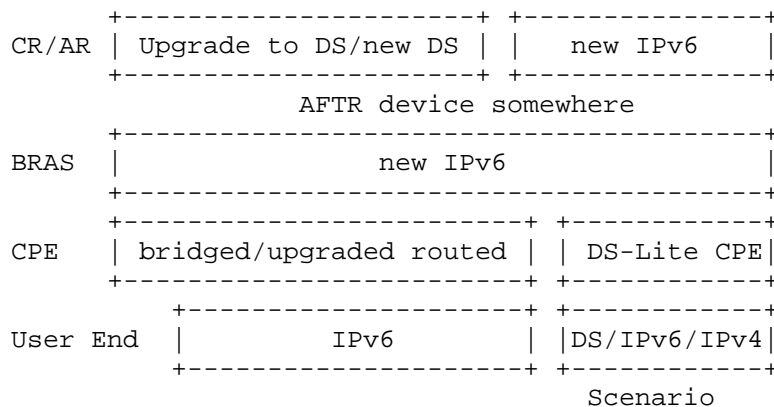 +----------------------+ +---------------+
CR/AR | Upgrade to DS/new DS | |   new IPv6    |
      +----------------------+ +---------------+
                AFTR device somewhere
      +----------------------------------------+
BRAS  |                new IPv6                |
      +----------------------------------------+
      +-------------------------+ +------------+
CPE   | bridged/upgraded routed | | DS-Lite CPE|
      +-------------------------+ +------------+
          +---------------------+ +------------+
User End  |         IPv6        | |DS/IPv6/IPv4|
          +---------------------+ +------------+
                                   Scenario